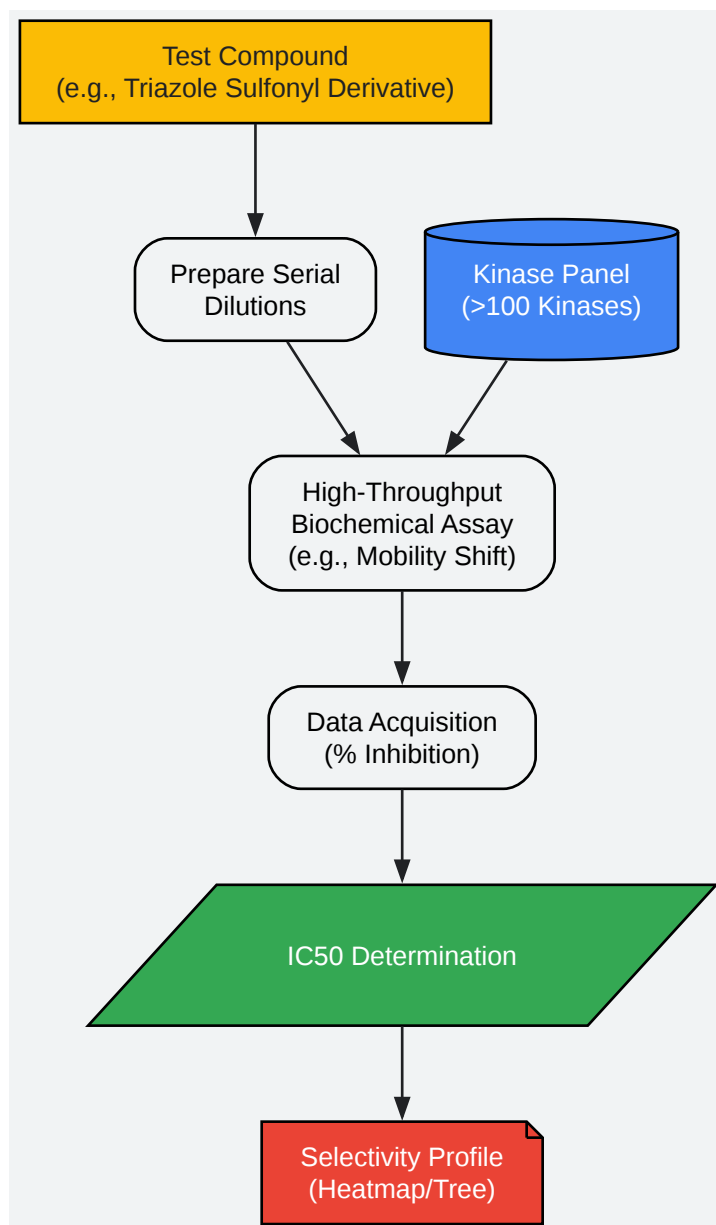 Test Compound
(e.g., Triazole Sulfonyl Derivative)
Prepare Serial
Dilutions
Kinase Panel
(>100 Kinases)
High-Throughput
Biochemical Assay
(e.g., Mobility Shift)
Data Acquisition
(% Inhibition)
IC50 Determination
Selectivity Profile
(Heatmap/Tree)